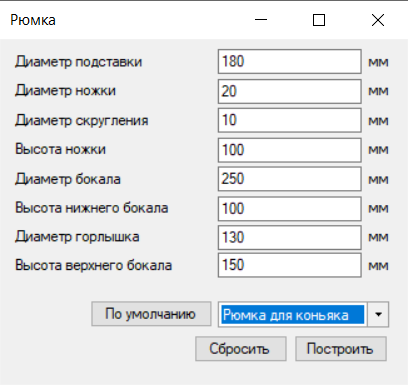 Рюмка
Диаметр подставки 180 мм
Диаметр ножки 20 мм
Диаметр скругления 10 мм
Высота ножки 100 мм
Диаметр бокала 250 мм
Высота нижнего бокала 100 мм
Диаметр горлышка 130 мм
Высота верхнего бокала 150 мм
По умолчанию Рюмка для коньяка
Сбросить Построить